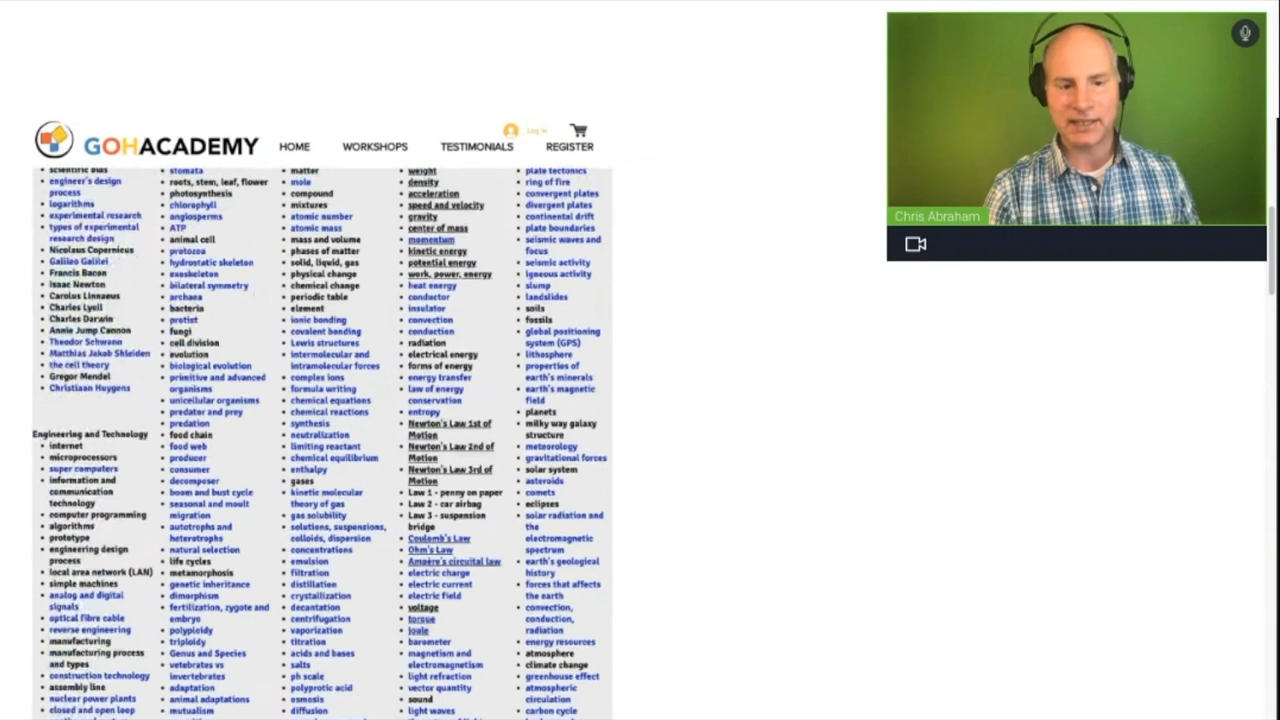 Log In
GOHACADEMY
HOME
WORKSHOPS
TESTIMONIALS
REGISTER
scientific bias
engineer's design
process
logarithms
experimental research
types of experimental
research design
Nicolaus Copernicus
Galileo Galilei
Francis Bacon
Isaac Newton
Carolus Linnaeus
Charles Lyell
Charles Darwin
Annie Jump Cannon
Theodor Schwann
Matthias Jakob Shleiden
the cell theory
Gregor Mendel
Christiaan Huygens
Engineering and Technology
internet
microprocessors
super computers
information and
communication
technology
computer programming
algorithms
prototype
engineering design
process
local area network (LAN)
simple machines
analog and digital
signals
optical fibre cable
reverse engineering
manufacturing
manufacturing process
and types
construction technology
assembly line
nuclear power plants
closed and open loop
stomata
roots, stem, leaf, flower
photosynthesis
chlorophyll
angiosperms
ATP
animal cell
protozoa
hydrostatic skeleton
exoskeleton
bilateral symmetry
archaea
bacteria
protist
fungi
cell division
evolution
biological evolution
primitive and advanced
organisms
unicellular organisms
predator and prey
predation
food chain
food web
producer
consumer
decomposer
boom and bust cycle
seasonal and moult
migration
autotrophs and
heterotrophs
natural selection
life cycles
metamorphosis
genetic inheritance
dimorphism
fertilization, zygote and
embryo
polyploidy
triploidy
Genus and Species
vetebrates vs
invertebrates
adaptation
animal adaptations
mutualism
matter
mole
compound
mixtures
atomic number
atomic mass
mass and volume
phases of matter
solid, liquid, gas
physical change
chemical change
periodic table
element
ionic bonding
covalent bonding
Lewis structures
intermolecular and
intramolecular forces
complex ions
formula writing
chemical equations
chemical reactions
synthesis
neutralization
limiting reactant
chemical equilibrium
enthalpy
gases
kinetic molecular
theory of gas
gas solubility
solutions, suspensions,
colloids, dispersion
concentrations
emulsion
filtration
distillation
crystallization
decantation
centrifugation
vaporization
titration
acids and bases
salts
ph scale
polyprotic acid
osmosis
diffusion
weight
density
acceleration
speed and velocity
gravity
center of mass
momentum
kinetic energy
potential energy
work, power, energy
heat energy
conductor
insulator
convection
conduction
radiation
electrical energy
forms of energy
energy transfer
law of energy
conservation
entropy
Newton's Law 1st of
Motion
Newton's Law 2nd of
Motion
Newton's Law 3rd of
Motion
Law 1 - penny on paper
Law 2 - car airbag
Law 3 - suspension
bridge
Coulomb's Law
Ohm's Law
Ampère's circuital law
electric charge
electric current
electric field
voltage
torque
joule
barometer
magnetism and
electromagnetism
light refraction
vector quantity
sound
light waves
plate tectonics
ring of fire
convergent plates
divergent plates
continental drift
plate boundaries
seismic waves and
focus
seismic activity
igneous activity
slump
landslides
soils
fossils
global positioning
system (GPS)
lithosphere
properties of
earth's minerals
earth's magnetic
field
planets
milky way galaxy
structure
meteorology
gravitational forces
solar system
asteroids
comets
eclipses
solar radiation and
the
electromagnetic
spectrum
earth's geological
history
forces that affects
the earth
convection,
conduction,
radiation
energy resources
atmosphere
climate change
greenhouse effect
atmospheric
circulation
carbon cycle
Chris Abraham